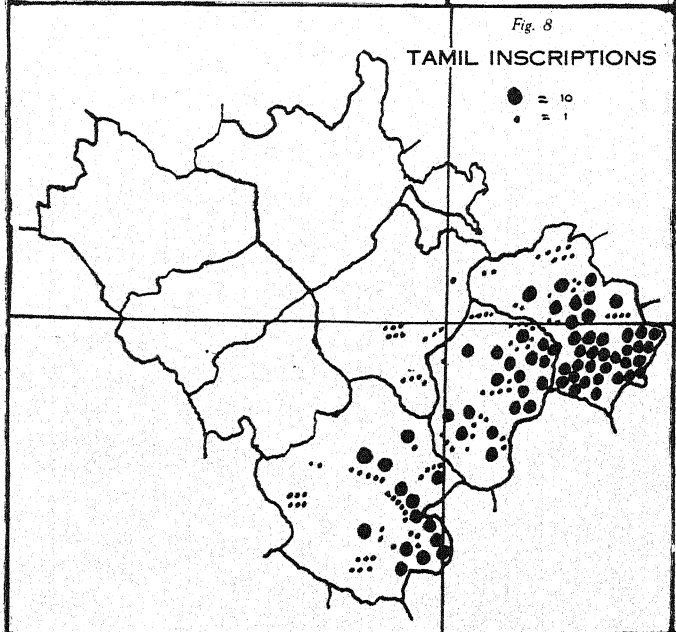 Fig. 8
TAMIL INSCRIPTIONS
= 10
= 1